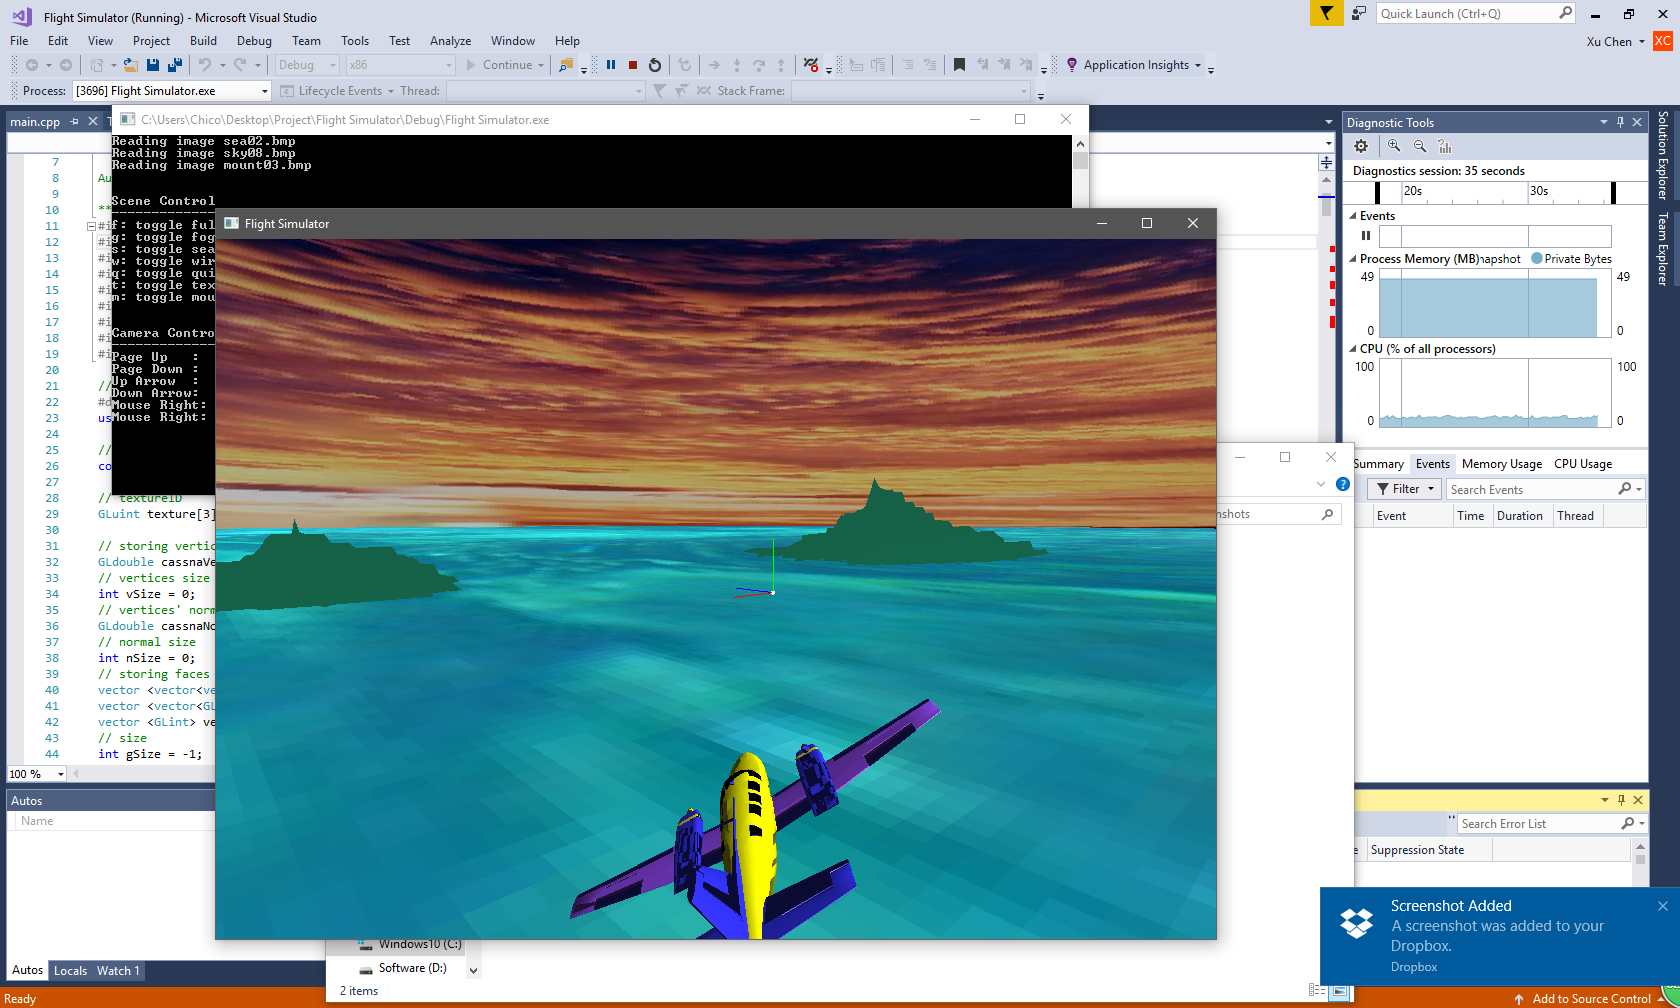 Flight Simulator (Running) - Microsoft Visual Studio
Quick Launch (Ctrl+Q)
File Edit View Project Build Debug Team Tools Test Analyze Window Help
Xu Chen XC
Debug x86 Continue Application Insights
Process: [3696] Flight Simulator.exe Lifecycle Events Thread: Stack Frame:
main.cpp
C:\Users\Chico\Desktop\Project\Flight Simulator\Debug\Flight Simulator.exe
Reading image sea02.bmp
Reading image sky08.bmp
Reading image mount03.bmp
Scene Control
f: toggle ful
g: toggle fog
s: toggle sea
w: toggle wir
q: toggle qui
t: toggle tex
m: toggle mou
Camera Contro
Page Up :
Page Down :
Up Arrow :
Down Arrow:
Mouse Right:
Mouse Right:
Flight Simulator
7
8 Au
9
10 **
11 #i
12 #i
13 #i
14 #i
15 #i
16 #i
17 #i
18 #i
19 #i
20
21 //
22 #d
23 us
24
25 //
26 co
27
28 // textureID
29 GLuint texture[3]
30
31 // storing vertic
32 GLdouble cassnaVe
33 // vertices size
34 int vSize = 0;
35 // vertices' norm
36 GLdouble cassnaNo
37 // normal size
38 int nSize = 0;
39 // storing faces
40 vector <vector<ve
41 vector <vector<GL
42 vector <GLint> ve
43 // size
44 int gSize = -1;
100 %
Autos
Name
Autos Locals Watch 1
Ready
Windows10 (C:)
Software (D:)
2 items
nshots
Diagnostic Tools
Diagnostics session: 35 seconds
20s 30s
Events
Process Memory (MB) napshot Private Bytes
49 49
0 0
CPU (% of all processors)
100 100
0 0
Summary Events Memory Usage CPU Usage
Filter Search Events
Event Time Duration Thread
Solution Explorer
Team Explorer
Search Error List
e Suppression State
Screenshot Added
A screenshot was added to your
Dropbox.
Dropbox
Add to Source Control